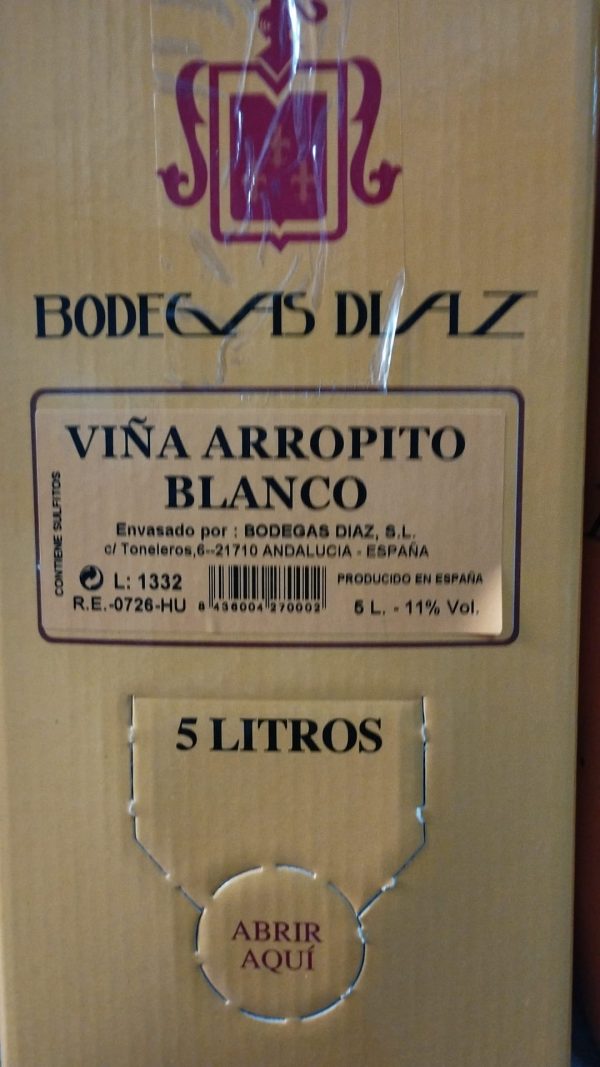 BODEGAS DIAZ
VIÑA ARROPITO
BLANCO
Envasado por : BODEGAS DIAZ, S.L.
c/ Toneleros,6--21710 ANDALUCIA - ESPAÑA
CONTIENE SULFITOS
L: 1332
PRODUCIDO EN ESPAÑA
R.E.-0726-HU
8 436004 270002
5 L. - 11% Vol.
5 LITROS
ABRIR
AQUÍ